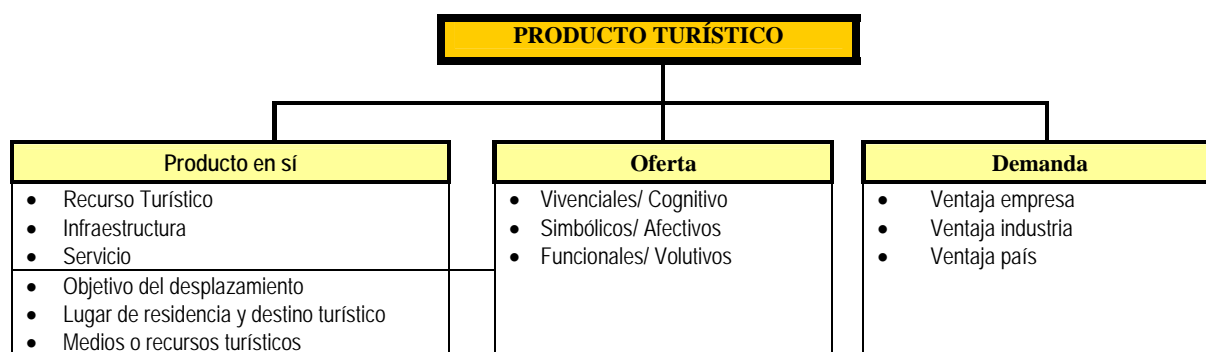 PRODUCTO TURÍSTICO
Producto en sí
• Recurso Turístico
• Infraestructura
• Servicio
• Objetivo del desplazamiento
• Lugar de residencia y destino turístico
• Medios o recursos turísticos
Oferta
• Vivenciales/ Cognitivo
• Simbólicos/ Afectivos
• Funcionales/ Volutivos
Demanda
• Ventaja empresa
• Ventaja industria
• Ventaja país